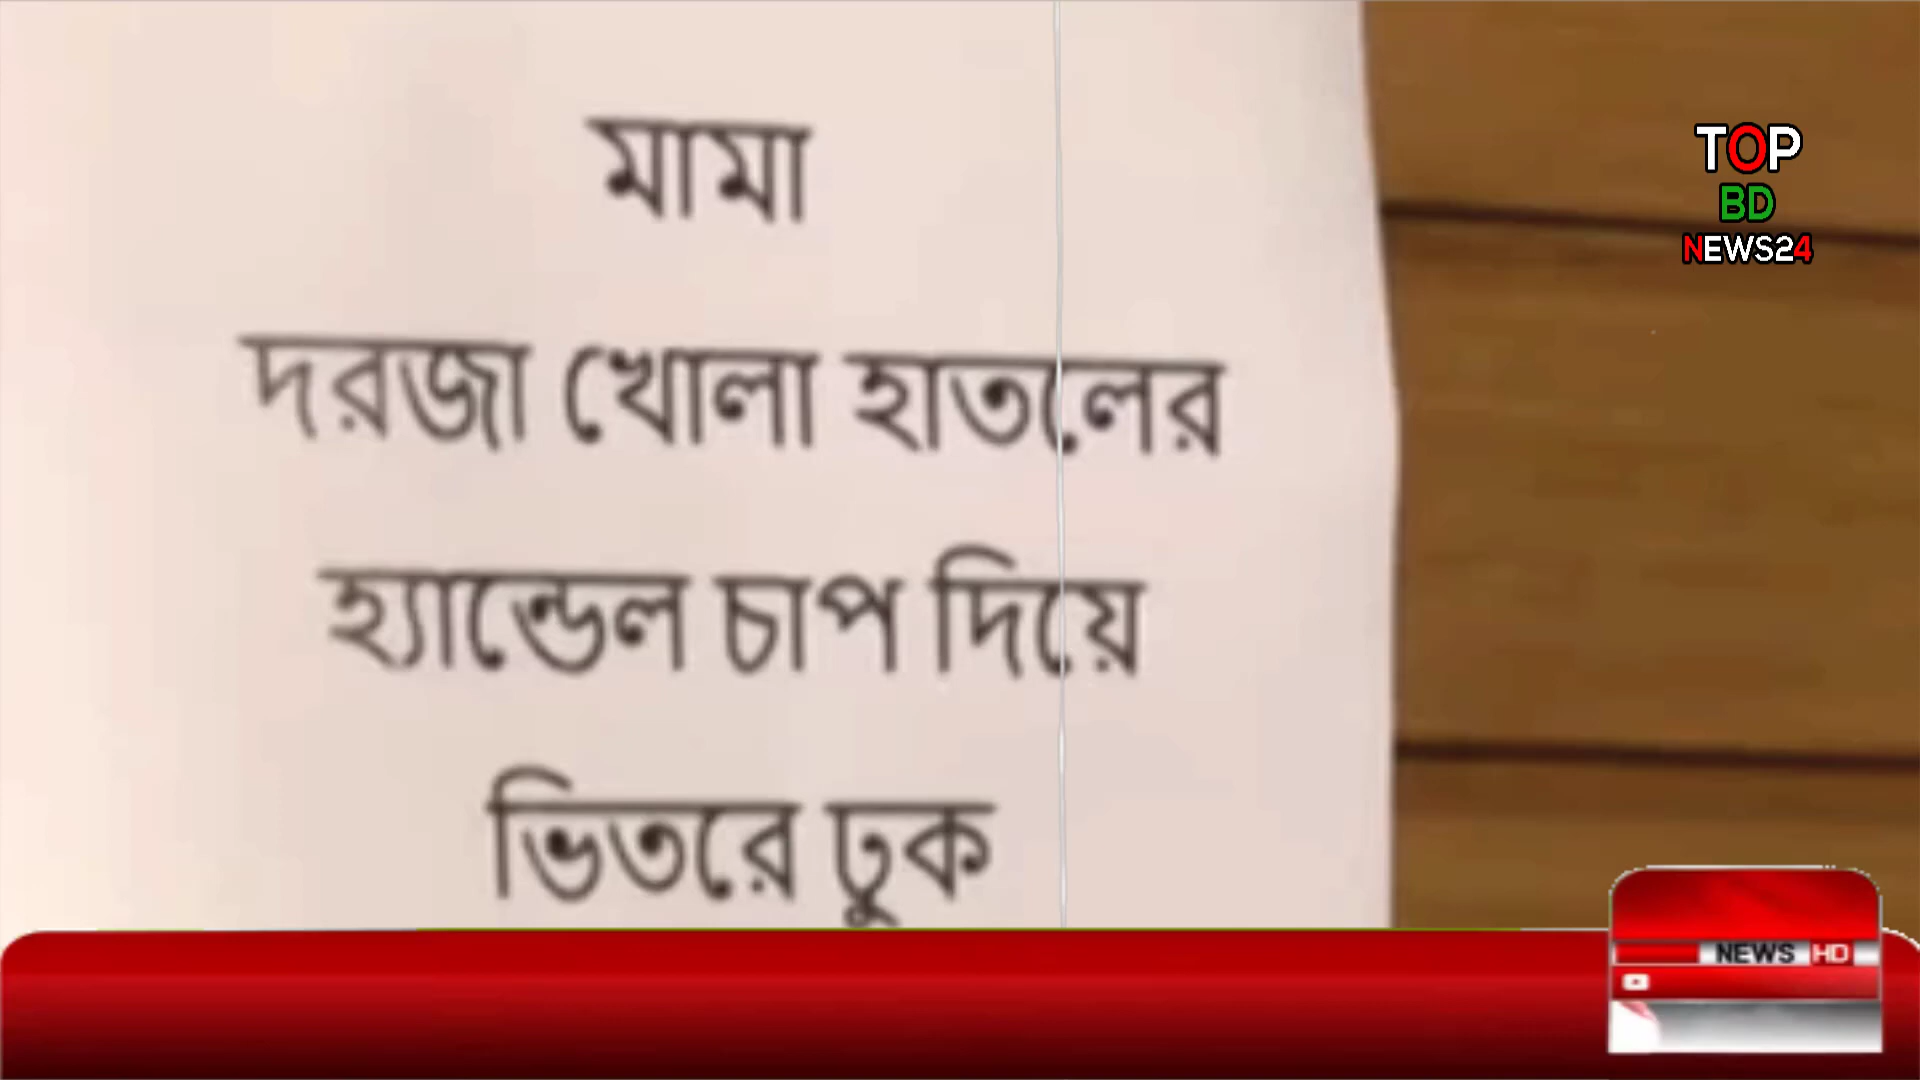 মামা
দরজা খোলা হাতলের
হ্যান্ডেল চাপ দিয়ে
ভিতরে ঢুক
TOP
BD
NEWS24
NEWS HD